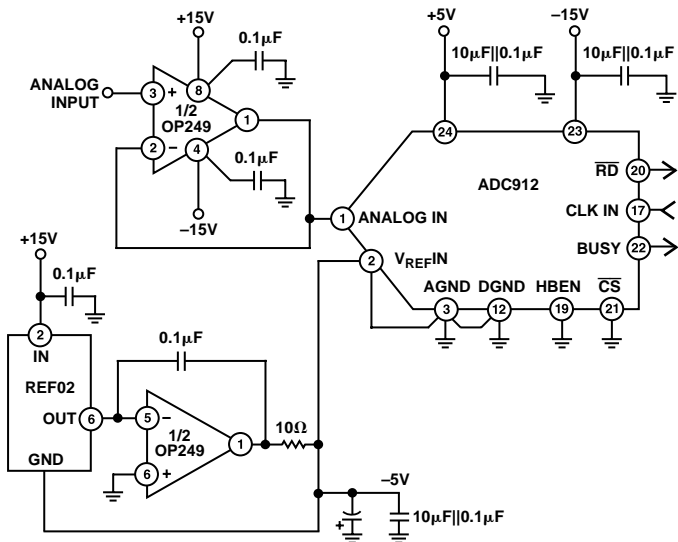 +15V
0.1µF
ANALOG
INPUT
3
+
8
1/2
OP249
1
2
–
4
0.1µF
–15V
+5V
–15V
10µF||0.1µF
10µF||0.1µF
24
23
ADC912
RD
20
CLK IN
17
BUSY
22
1
ANALOG IN
2
VREFIN
AGND
DGND
HBEN
CS
3
12
19
21
+15V
0.1µF
2
IN
REF02
OUT
6
GND
0.1µF
5
–
1/2
OP249
1
6
+
10Ω
–5V
+
10µF||0.1µF